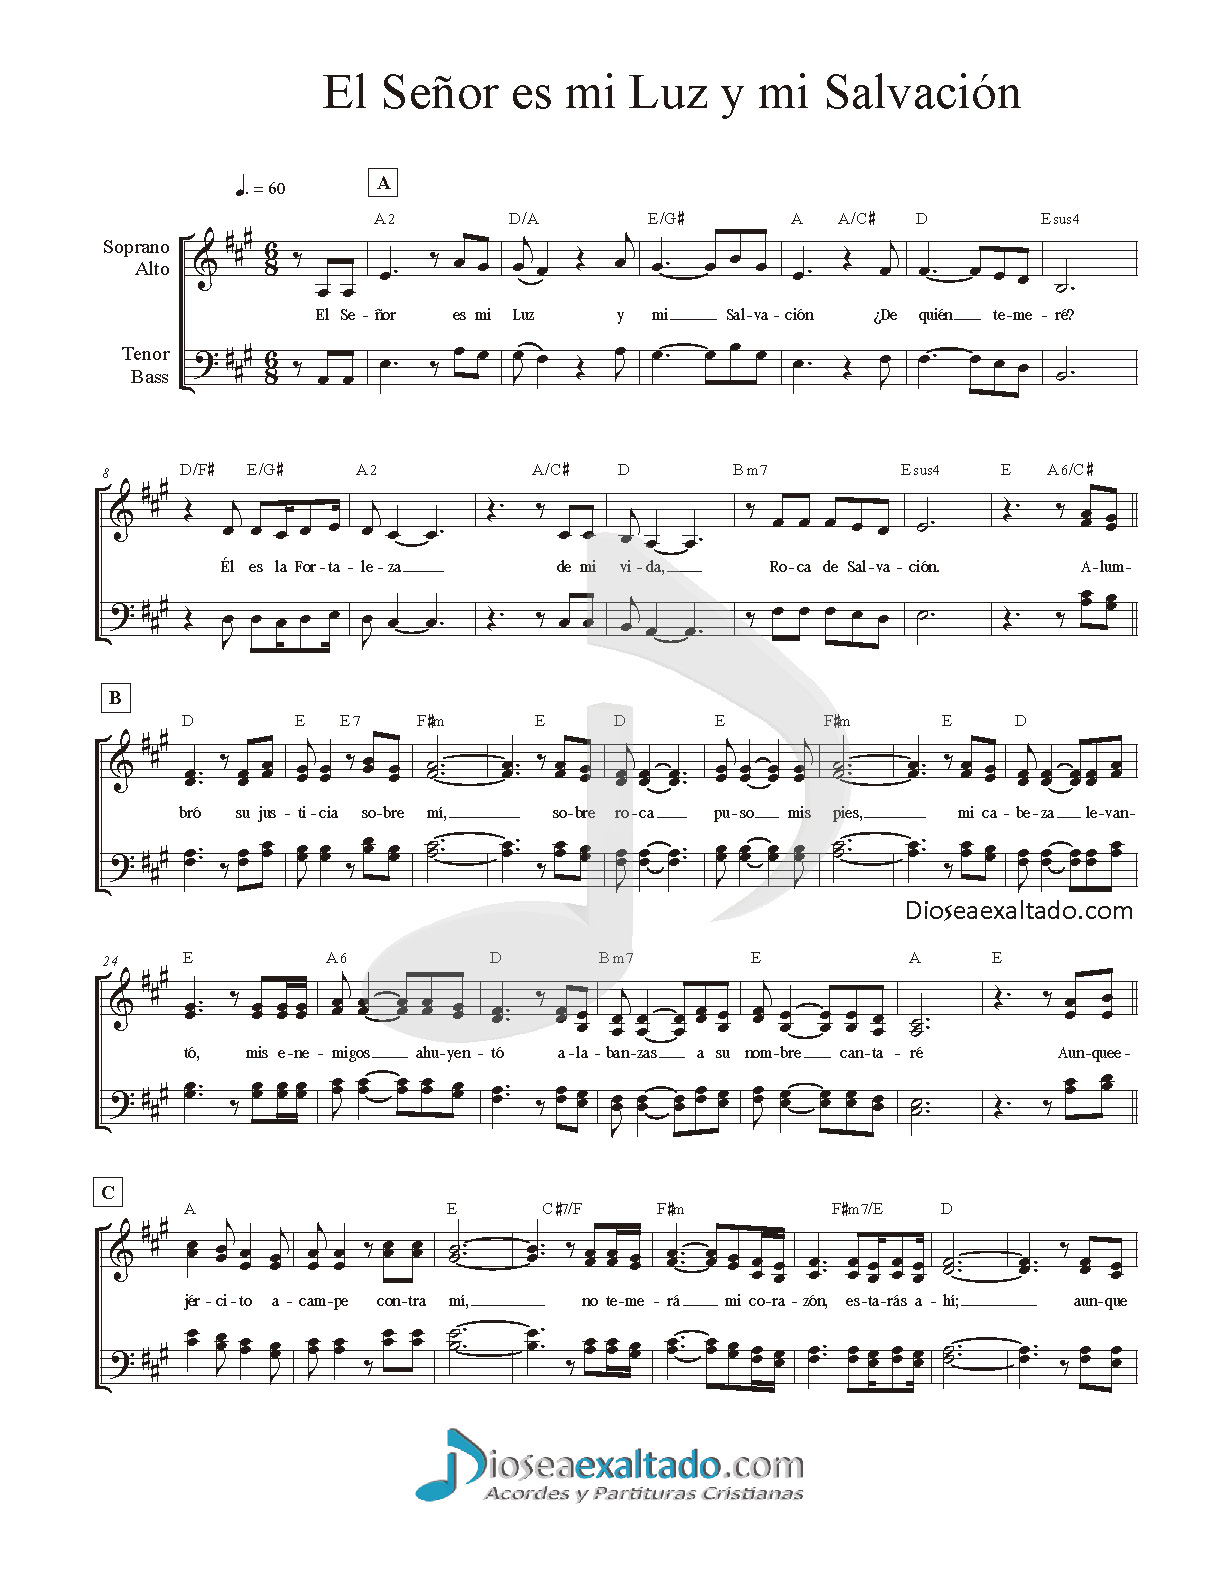 El Señor es mi Luz y mi Salvación
♩. = 60
A
A2 D/A E/G# A A/C# D Esus4
Soprano
Alto
El Se-ñor es mi Luz y mi Sal-va-ción ¿De quién te-me-ré?
Tenor
Bass
8
D/F# E/G# A2 A/C# D Bm7 Esus4 E A6/C#
Él es la For-ta-le-za de mi vi-da, Ro-ca de Sal-va-ción. A-lum-
B
D E E7 F#m E D E F#m E D
bró su jus-ti-cia so-bre mí, so-bre ro-ca pu-so mis pies, mi ca-be-za le-van-
Dioseaexaltado.com
24
E A6 D Bm7 E A E
tó, mis e-ne-migos ahu-yen-tó a-la-ban-zas a su nom-bre can-ta-ré Aun-quee-
C
A E C#7/F F#m F#m7/E D
jér-ci-to a-cam-pe con-tra mí, no te-me-rá mi co-ra-zón, es-ta-rás a-hí; aun-que
Dioseaexaltado.com
Acordes y Partituras Cristianas